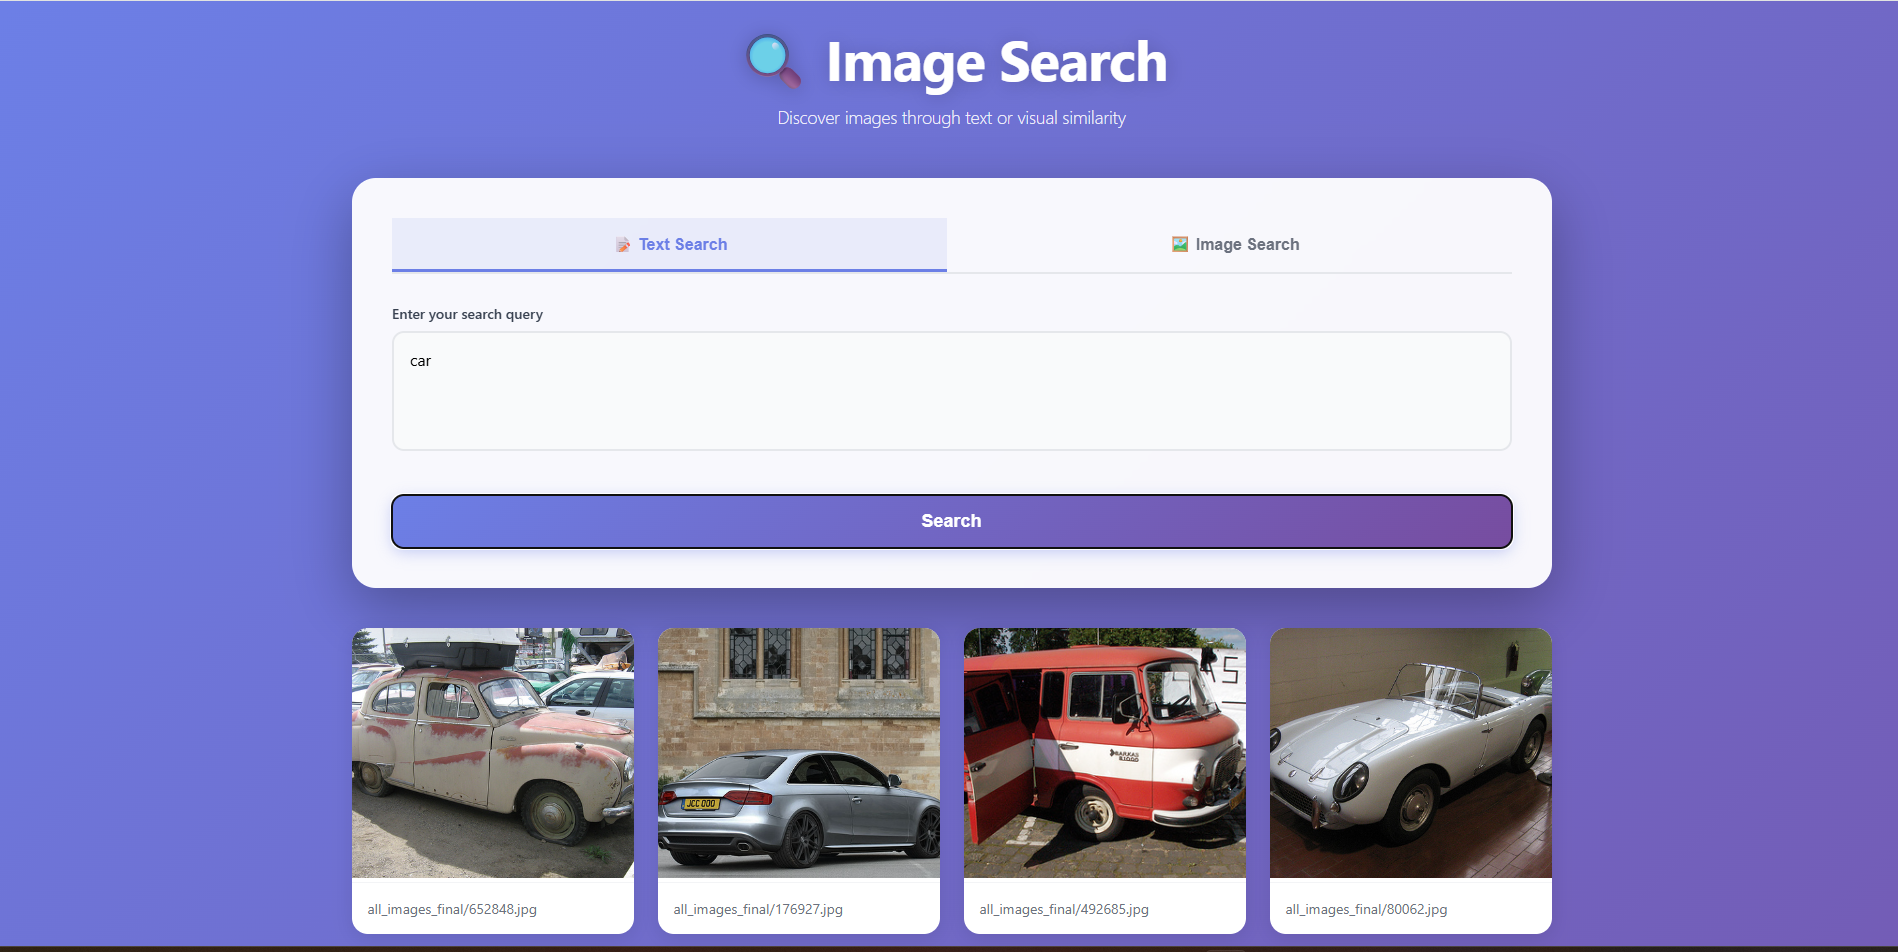 Image Search
Discover images through text or visual similarity
Text Search
Image Search
Enter your search query
car
Search
JCC 000
BARKAS
B1000
all_images_final/652848.jpg
all_images_final/176927.jpg
all_images_final/492685.jpg
all_images_final/80062.jpg